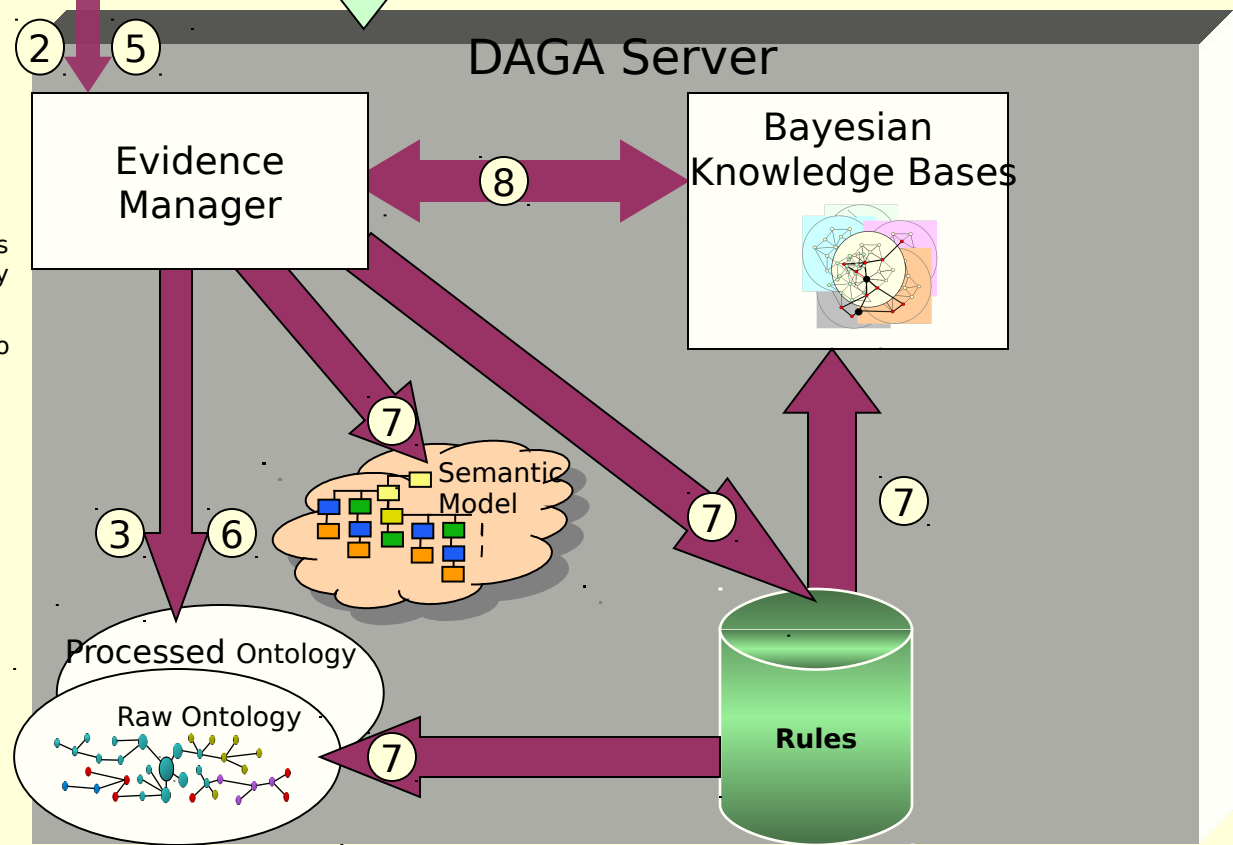 2
5
DAGA Server
Evidence
Manager
8
Bayesian
Knowledge Bases
s
y
o
7
Semantic
Model
7
7
3
6
Processed Ontology
Raw Ontology
7
Rules